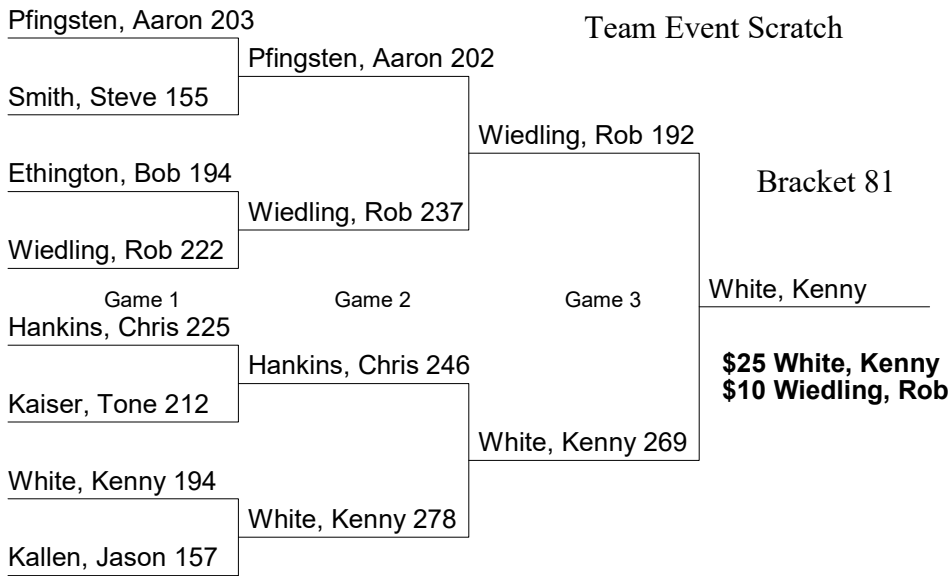 Pfingsten, Aaron 203
Team Event Scratch
Pfingsten, Aaron 202
Smith, Steve 155
Wiedling, Rob 192
Ethington, Bob 194
Bracket 81
Wiedling, Rob 237
Wiedling, Rob 222
Game 1
Game 2
Game 3
White, Kenny
Hankins, Chris 225
Hankins, Chris 246
$25 White, Kenny
$10 Wiedling, Rob
Kaiser, Tone 212
White, Kenny 269
White, Kenny 194
White, Kenny 278
Kallen, Jason 157